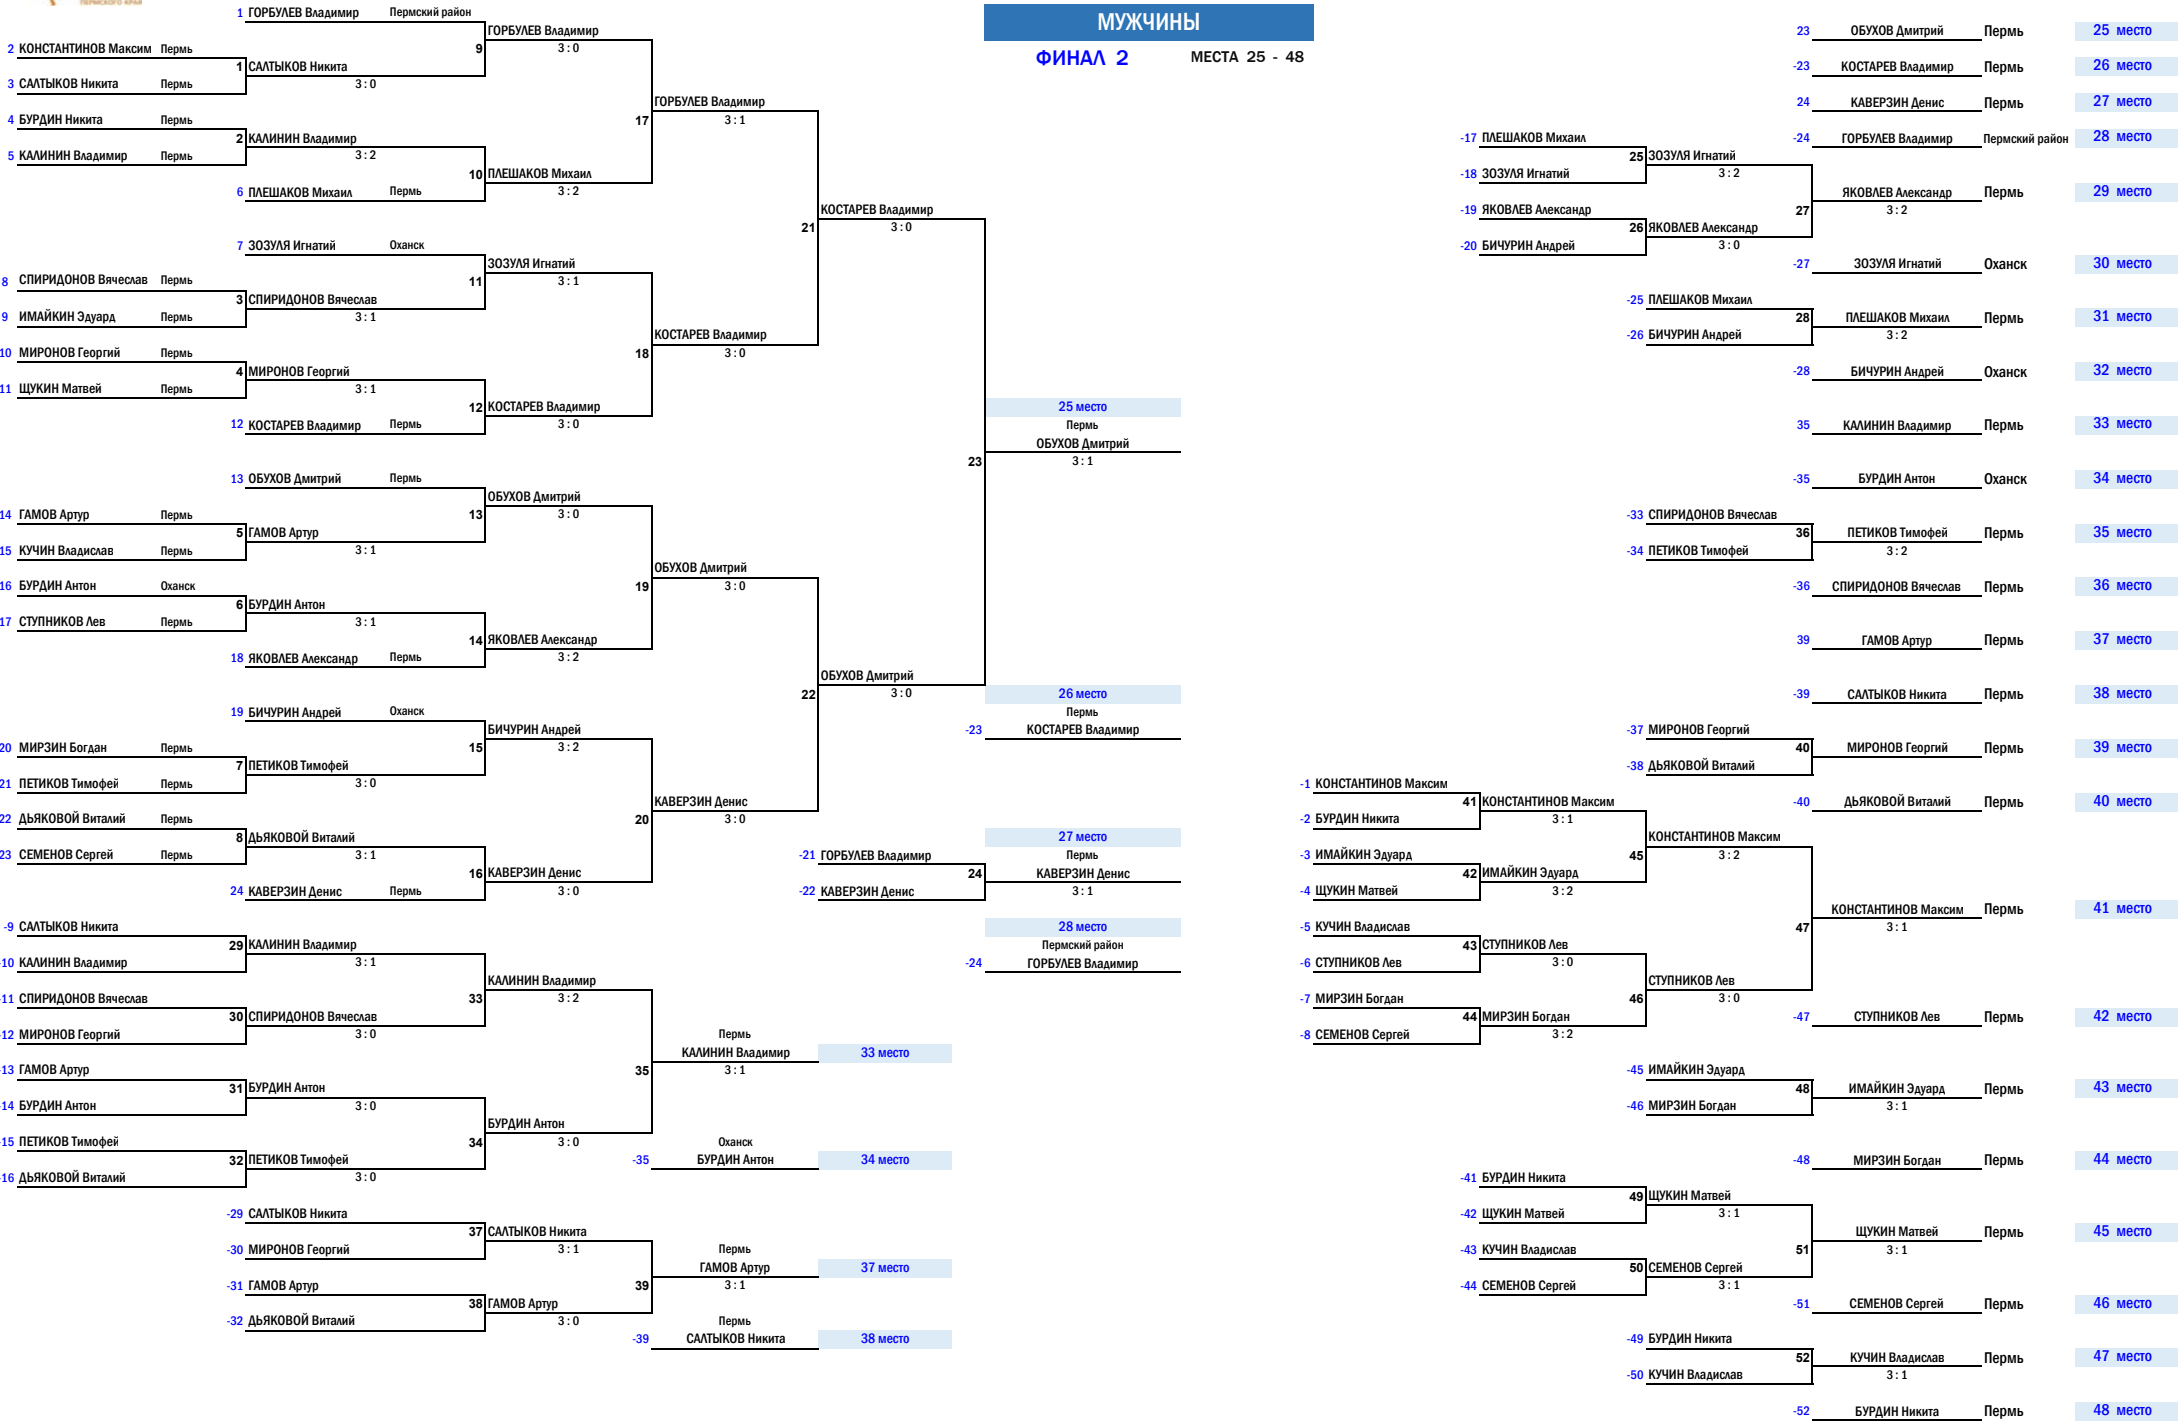 ПЕРМСКОГО КРАЯ
МУЖЧИНЫ
ФИНАЛ 2 МЕСТА 25 - 48
1 ГОРБУЛЕВ Владимир Пермский район
ГОРБУЛЕВ Владимир
9 3 : 0
2 КОНСТАНТИНОВ Максим Пермь
1 САЛТЫКОВ Никита
3 САЛТЫКОВ Никита Пермь
3 : 0
ГОРБУЛЕВ Владимир
17 3 : 1
4 БУРДИН Никита Пермь
2 КАЛИНИН Владимир
5 КАЛИНИН Владимир Пермь
3 : 2
10 ПЛЕШАКОВ Михаил
3 : 2
6 ПЛЕШАКОВ Михаил Пермь
КОСТАРЕВ Владимир
21 3 : 0
7 ЗОЗУЛЯ Игнатий Оханск
ЗОЗУЛЯ Игнатий
11 3 : 1
8 СПИРИДОНОВ Вячеслав Пермь
3 СПИРИДОНОВ Вячеслав
9 ИМАЙКИН Эдуард Пермь
3 : 1
КОСТАРЕВ Владимир
18 3 : 0
10 МИРОНОВ Георгий Пермь
4 МИРОНОВ Георгий
11 ЩУКИН Матвей Пермь
3 : 1
12 КОСТАРЕВ Владимир
3 : 0
12 КОСТАРЕВ Владимир Пермь
25 место
Пермь
ОБУХОВ Дмитрий
23 3 : 1
13 ОБУХОВ Дмитрий Пермь
ОБУХОВ Дмитрий
13 3 : 0
14 ГАМОВ Артур Пермь
5 ГАМОВ Артур
15 КУЧИН Владислав Пермь
3 : 1
ОБУХОВ Дмитрий
19 3 : 0
16 БУРДИН Антон Оханск
6 БУРДИН Антон
17 СТУПНИКОВ Лев Пермь
3 : 1
14 ЯКОВЛЕВ Александр
3 : 2
18 ЯКОВЛЕВ Александр Пермь
ОБУХОВ Дмитрий
22 3 : 0
26 место
Пермь
-23 КОСТАРЕВ Владимир
19 БИЧУРИН Андрей Оханск
БИЧУРИН Андрей
15 3 : 2
20 МИРЗИН Богдан Пермь
7 ПЕТИКОВ Тимофей
21 ПЕТИКОВ Тимофей Пермь
3 : 0
КАВЕРЗИН Денис
20 3 : 0
22 ДЬЯКОВОЙ Виталий Пермь
8 ДЬЯКОВОЙ Виталий
23 СЕМЕНОВ Сергей Пермь
3 : 1
16 КАВЕРЗИН Денис
3 : 0
24 КАВЕРЗИН Денис Пермь
27 место
-21 ГОРБУЛЕВ Владимир Пермь
24 КАВЕРЗИН Денис
-22 КАВЕРЗИН Денис 3 : 1
28 место
Пермский район
-24 ГОРБУЛЕВ Владимир
-9 САЛТЫКОВ Никита
29 КАЛИНИН Владимир
-10 КАЛИНИН Владимир
3 : 1
КАЛИНИН Владимир
33 3 : 2
-11 СПИРИДОНОВ Вячеслав
30 СПИРИДОНОВ Вячеслав
-12 МИРОНОВ Георгий
3 : 0
Пермь
КАЛИНИН Владимир 33 место
35 3 : 1
-13 ГАМОВ Артур
31 БУРДИН Антон
-14 БУРДИН Антон
3 : 0
БУРДИН Антон
34 3 : 0
-15 ПЕТИКОВ Тимофей
32 ПЕТИКОВ Тимофей
-16 ДЬЯКОВОЙ Виталий
3 : 0
Оханск
-35 БУРДИН Антон 34 место
-29 САЛТЫКОВ Никита
37 САЛТЫКОВ Никита
-30 МИРОНОВ Георгий 3 : 1
Пермь
ГАМОВ Артур 37 место
39 3 : 1
-31 ГАМОВ Артур
38 ГАМОВ Артур
-32 ДЬЯКОВОЙ Виталий 3 : 0
Пермь
-39 САЛТЫКОВ Никита 38 место
23 ОБУХОВ Дмитрий Пермь 25 место
-23 КОСТАРЕВ Владимир Пермь 26 место
24 КАВЕРЗИН Денис Пермь 27 место
-24 ГОРБУЛЕВ Владимир Пермский район 28 место
-17 ПЛЕШАКОВ Михаил
25 ЗОЗУЛЯ Игнатий
-18 ЗОЗУЛЯ Игнатий 3 : 2
ЯКОВЛЕВ Александр Пермь 29 место
27 3 : 2
-19 ЯКОВЛЕВ Александр
26 ЯКОВЛЕВ Александр
-20 БИЧУРИН Андрей 3 : 0
-27 ЗОЗУЛЯ Игнатий Оханск 30 место
-25 ПЛЕШАКОВ Михаил
28 ПЛЕШАКОВ Михаил Пермь 31 место
-26 БИЧУРИН Андрей 3 : 2
-28 БИЧУРИН Андрей Оханск 32 место
35 КАЛИНИН Владимир Пермь 33 место
-35 БУРДИН Антон Оханск 34 место
-33 СПИРИДОНОВ Вячеслав
36 ПЕТИКОВ Тимофей Пермь 35 место
-34 ПЕТИКОВ Тимофей 3 : 2
-36 СПИРИДОНОВ Вячеслав Пермь 36 место
39 ГАМОВ Артур Пермь 37 место
-39 САЛТЫКОВ Никита Пермь 38 место
-37 МИРОНОВ Георгий
40 МИРОНОВ Георгий Пермь 39 место
-38 ДЬЯКОВОЙ Виталий
-40 ДЬЯКОВОЙ Виталий Пермь 40 место
-1 КОНСТАНТИНОВ Максим
41 КОНСТАНТИНОВ Максим
-2 БУРДИН Никита 3 : 1
КОНСТАНТИНОВ Максим
45 3 : 2
-3 ИМАЙКИН Эдуард
42 ИМАЙКИН Эдуард
-4 ЩУКИН Матвей 3 : 2
КОНСТАНТИНОВ Максим Пермь 41 место
47 3 : 1
-5 КУЧИН Владислав
43 СТУПНИКОВ Лев
-6 СТУПНИКОВ Лев 3 : 0
СТУПНИКОВ Лев
46 3 : 0
-7 МИРЗИН Богдан
44 МИРЗИН Богдан
-8 СЕМЕНОВ Сергей 3 : 2
-47 СТУПНИКОВ Лев Пермь 42 место
-45 ИМАЙКИН Эдуард
48 ИМАЙКИН Эдуард Пермь 43 место
-46 МИРЗИН Богдан 3 : 1
-48 МИРЗИН Богдан Пермь 44 место
-41 БУРДИН Никита
49 ЩУКИН Матвей
-42 ЩУКИН Матвей 3 : 1
ЩУКИН Матвей Пермь 45 место
51 3 : 1
-43 КУЧИН Владислав
50 СЕМЕНОВ Сергей
-44 СЕМЕНОВ Сергей 3 : 1
-51 СЕМЕНОВ Сергей Пермь 46 место
-49 БУРДИН Никита
52 КУЧИН Владислав Пермь 47 место
-50 КУЧИН Владислав 3 : 1
-52 БУРДИН Никита Пермь 48 место